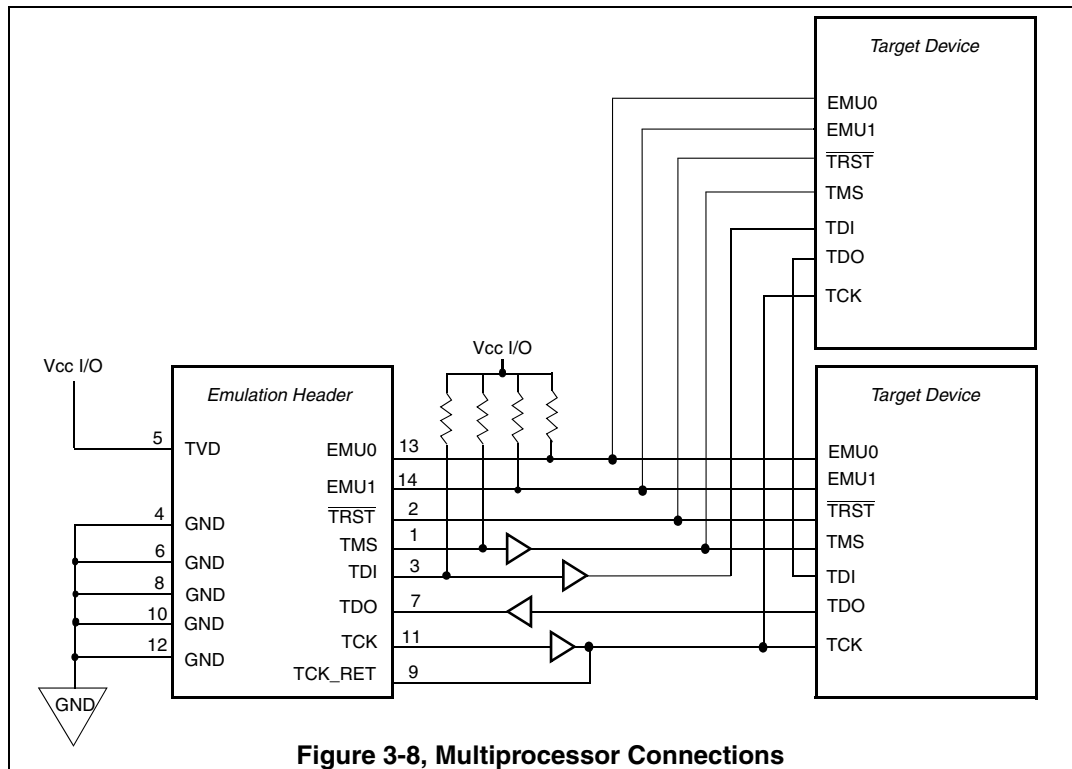 Target Device
EMU0
EMU1
TRST
TMS
TDI
TDO
TCK
Vcc I/O
Vcc I/O
Emulation Header
5
TVD
4
GND
6
GND
8
GND
10
GND
12
GND
GND
EMU0
13
EMU1
14
TRST
2
TMS
1
TDI
3
TDO
7
TCK
11
TCK_RET
9
Target Device
EMU0
EMU1
TRST
TMS
TDI
TDO
TCK
Figure 3-8, Multiprocessor Connections